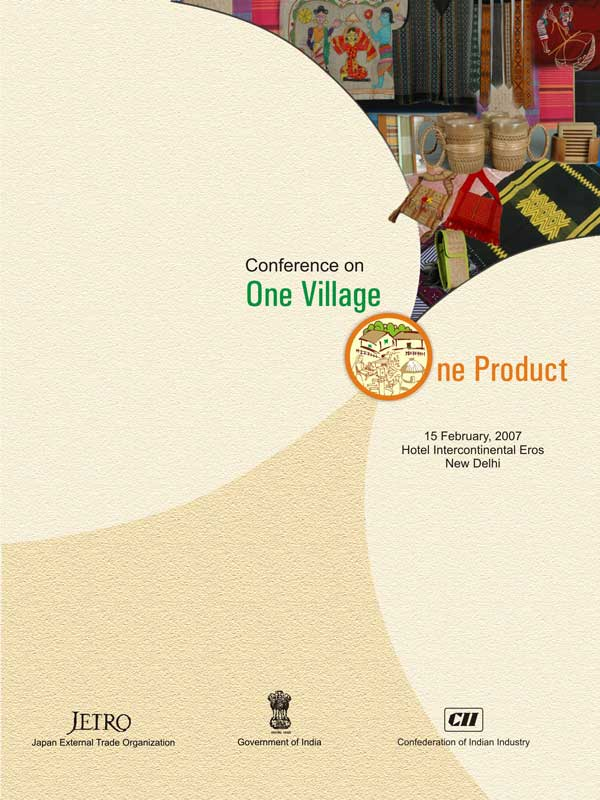 Conference on
One Village
One Product
15 February, 2007
Hotel Intercontinental Eros
New Delhi
JETRO
Japan External Trade Organization
Government of India
CII
Confederation of Indian Industry